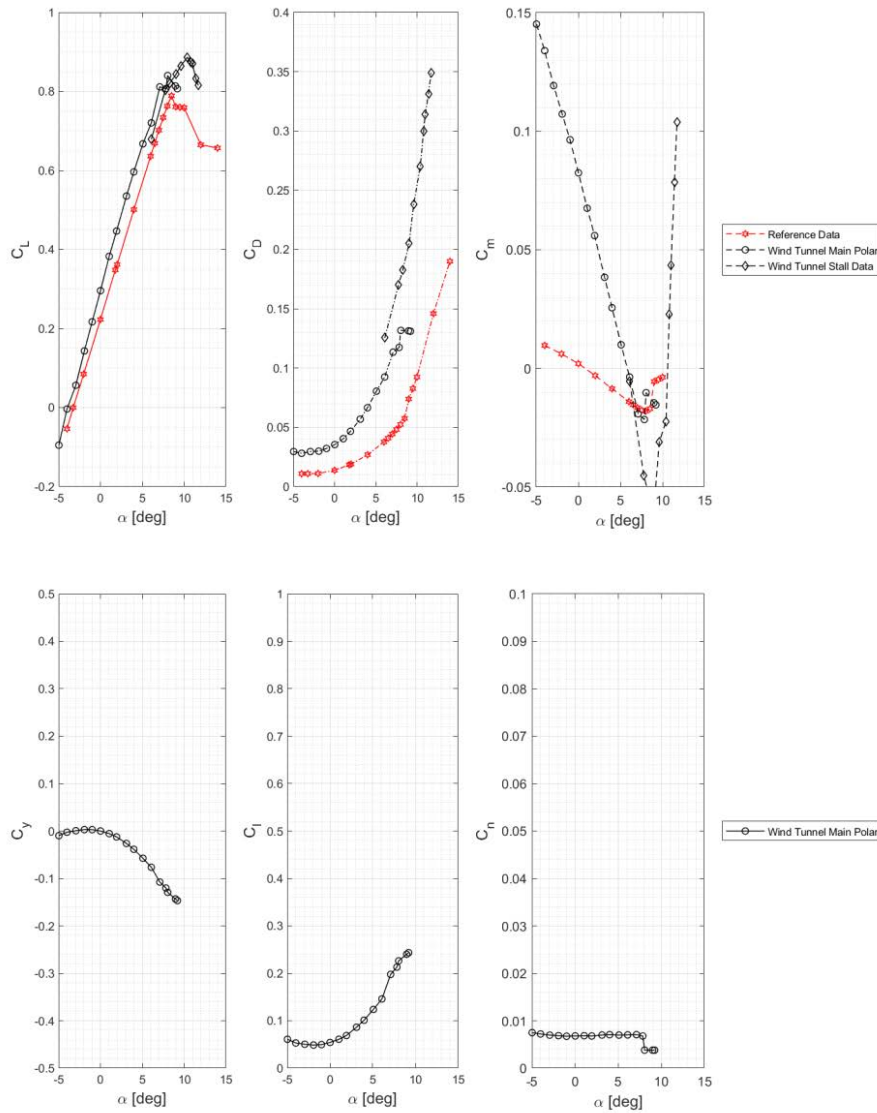 1
0.8
0.6
0.4
0.2
0
-0.2
C_L
-5 0 5 10 15
α [deg]
0.4
0.35
0.3
0.25
0.2
0.15
0.1
0.05
0
C_D
-5 0 5 10 15
α [deg]
0.15
0.1
0.05
0
-0.05
C_m
-5 0 5 10 15
α [deg]
Reference Data
Wind Tunnel Main Polar
Wind Tunnel Stall Data
0.5
0.4
0.3
0.2
0.1
0
-0.1
-0.2
-0.3
-0.4
-0.5
C_y
-5 0 5 10 15
α [deg]
1
0.9
0.8
0.7
0.6
0.5
0.4
0.3
0.2
0.1
0
C_l
-5 0 5 10 15
α [deg]
0.1
0.09
0.08
0.07
0.06
0.05
0.04
0.03
0.02
0.01
0
C_n
-5 0 5 10 15
α [deg]
Wind Tunnel Main Polar